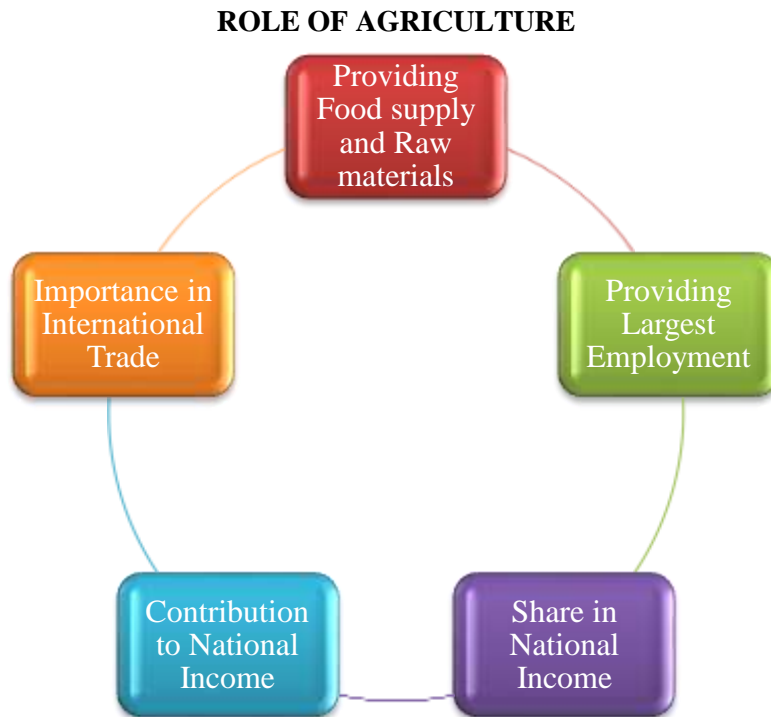 ROLE OF AGRICULTURE
Providing
Food supply
and Raw
materials
Providing
Largest
Employment
Share in
National
Income
Contribution
to National
Income
Importance in
International
Trade